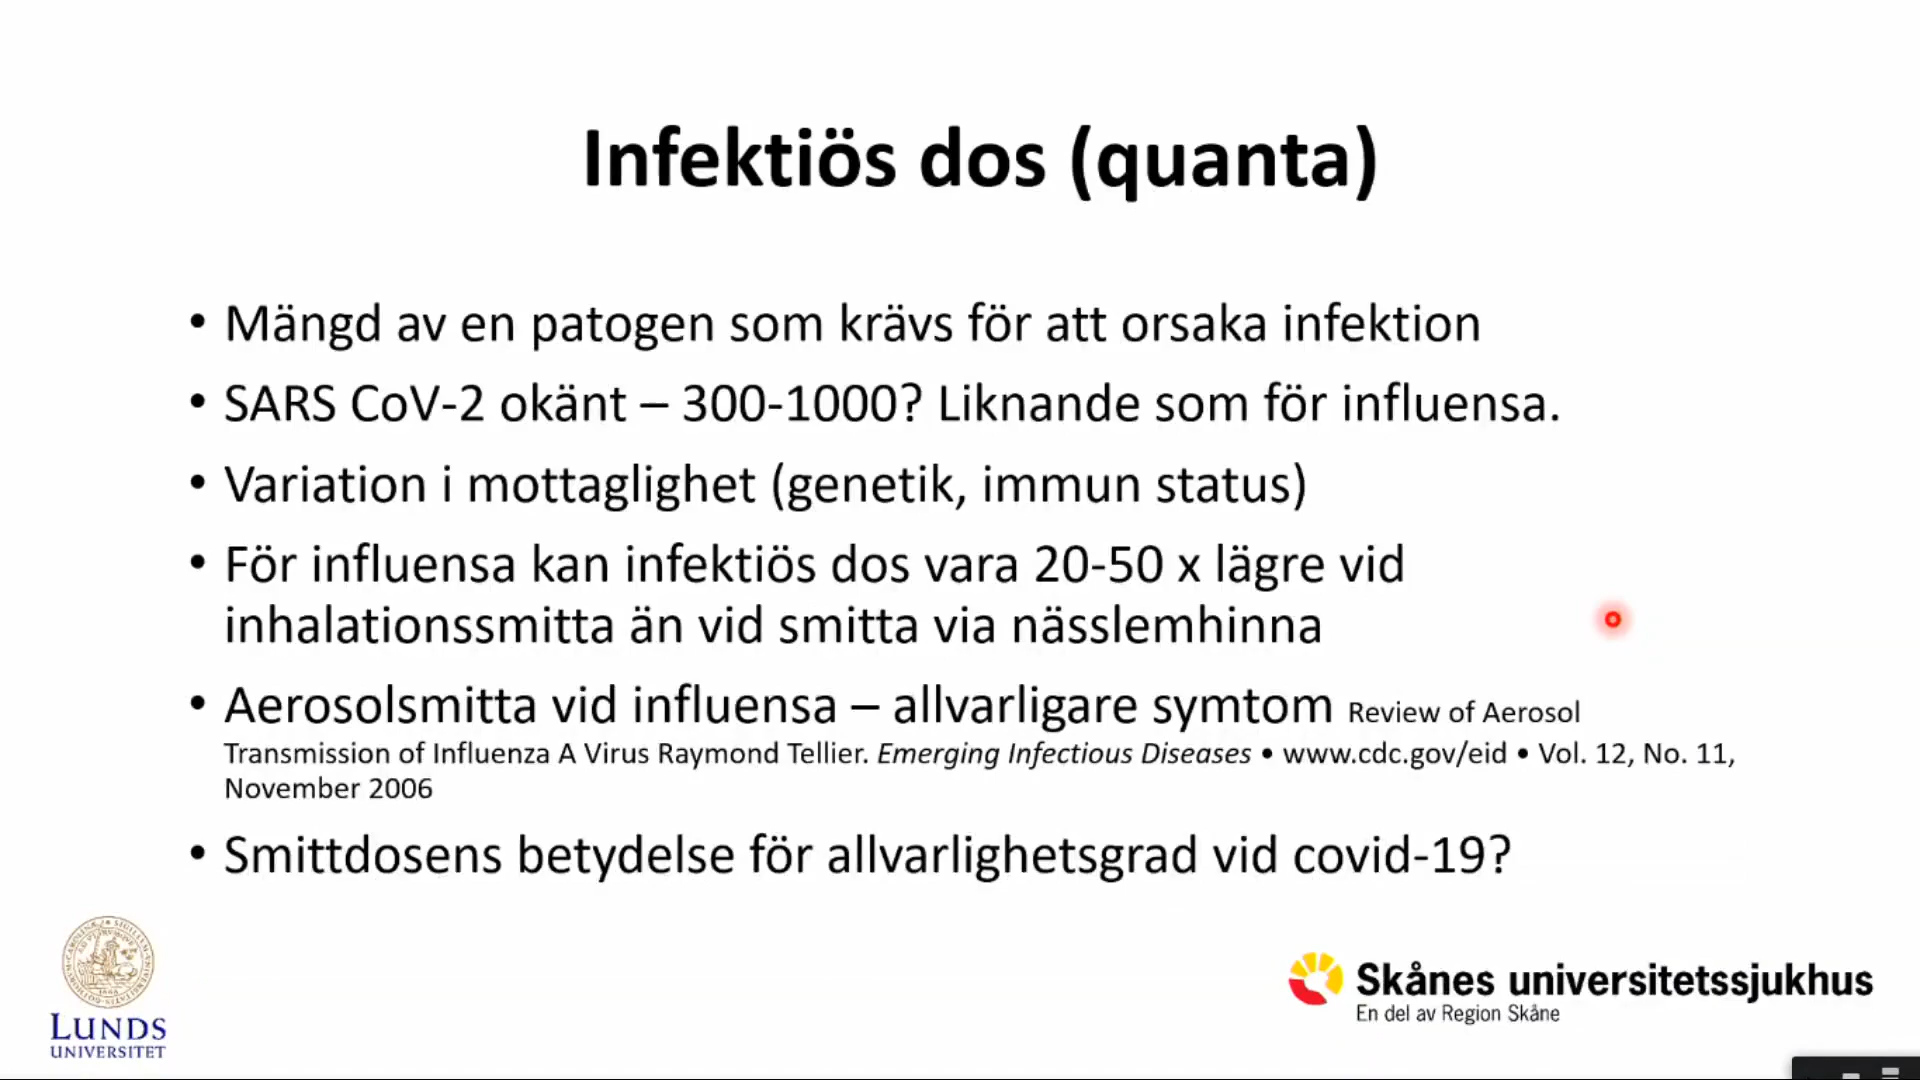 Infektiös dos (quanta)
• Mängd av en patogen som krävs för att orsaka infektion
• SARS CoV-2 okänt – 300-1000? Liknande som för influensa.
• Variation i mottaglighet (genetik, immun status)
• För influensa kan infektiös dos vara 20-50 x lägre vid
inhalationssmitta än vid smitta via nässlemhinna
• Aerosolsmitta vid influensa – allvarligare symtom Review of Aerosol
Transmission of Influenza A Virus Raymond Tellier. Emerging Infectious Diseases • www.cdc.gov/eid • Vol. 12, No. 11,
November 2006
• Smittdosens betydelse för allvarlighetsgrad vid covid-19?
LUNDS
UNIVERSITET
Skånes universitetssjukhus
En del av Region Skåne